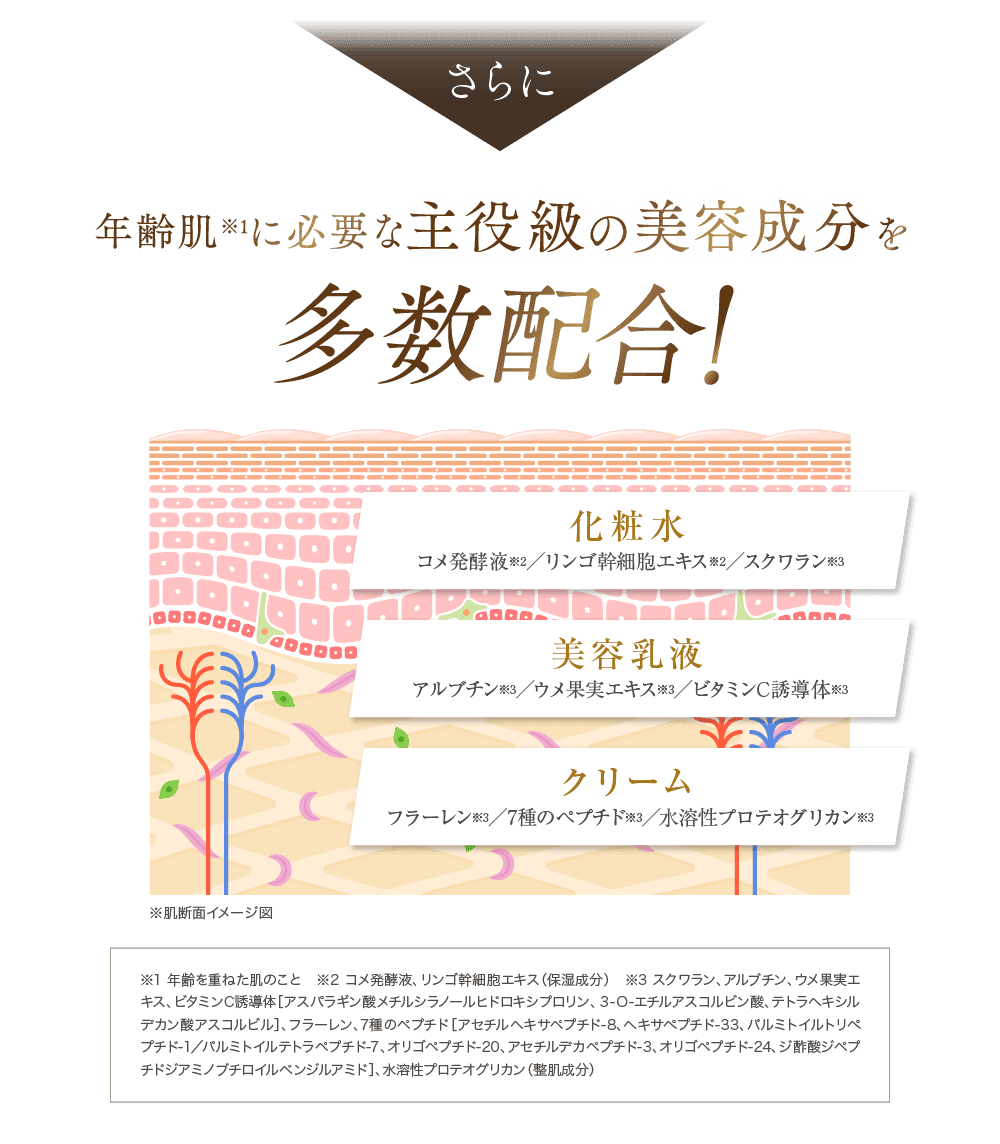 さらに
年齢肌※1に必要な主役級の美容成分を
多数配合!
化粧水
コメ発酵液※2／リンゴ幹細胞エキス※2／スクワラン※3
美容乳液
アルブチン※3／ウメ果実エキス※3／ビタミンC誘導体※3
クリーム
フラーレン※3／7種のペプチド※3／水溶性プロテオグリカン※3
※肌断面イメージ図
※1 年齢を重ねた肌のこと　※2 コメ発酵液、リンゴ幹細胞エキス（保湿成分）　※3 スクワラン、アルブチン、ウメ果実エ
キス、ビタミンC誘導体［アスパラギン酸メチルシラノールヒドロキシプロリン、3-O-エチルアスコルビン酸、テトラヘキシル
デカン酸アスコルビル］、フラーレン、7種のペプチド［アセチルヘキサペプチド-8、ヘキサペプチド-33、パルミトイルトリペ
プチド-1／パルミトイルテトラペプチド-7、オリゴペプチド-20、アセチルデカペプチド-3、オリゴペプチド-24、ジ酢酸ジペプ
チドジアミノブチロイルベンジルアミド］、水溶性プロテオグリカン（整肌成分）